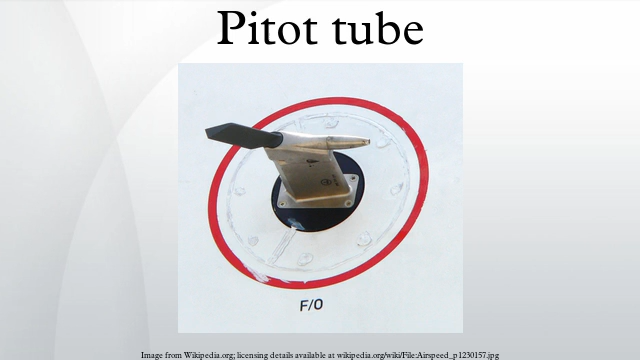 Pitot tube
F/O
Image from Wikipedia.org; licensing details available at wikipedia.org/wiki/File:Airspeed_p1230157.jpg